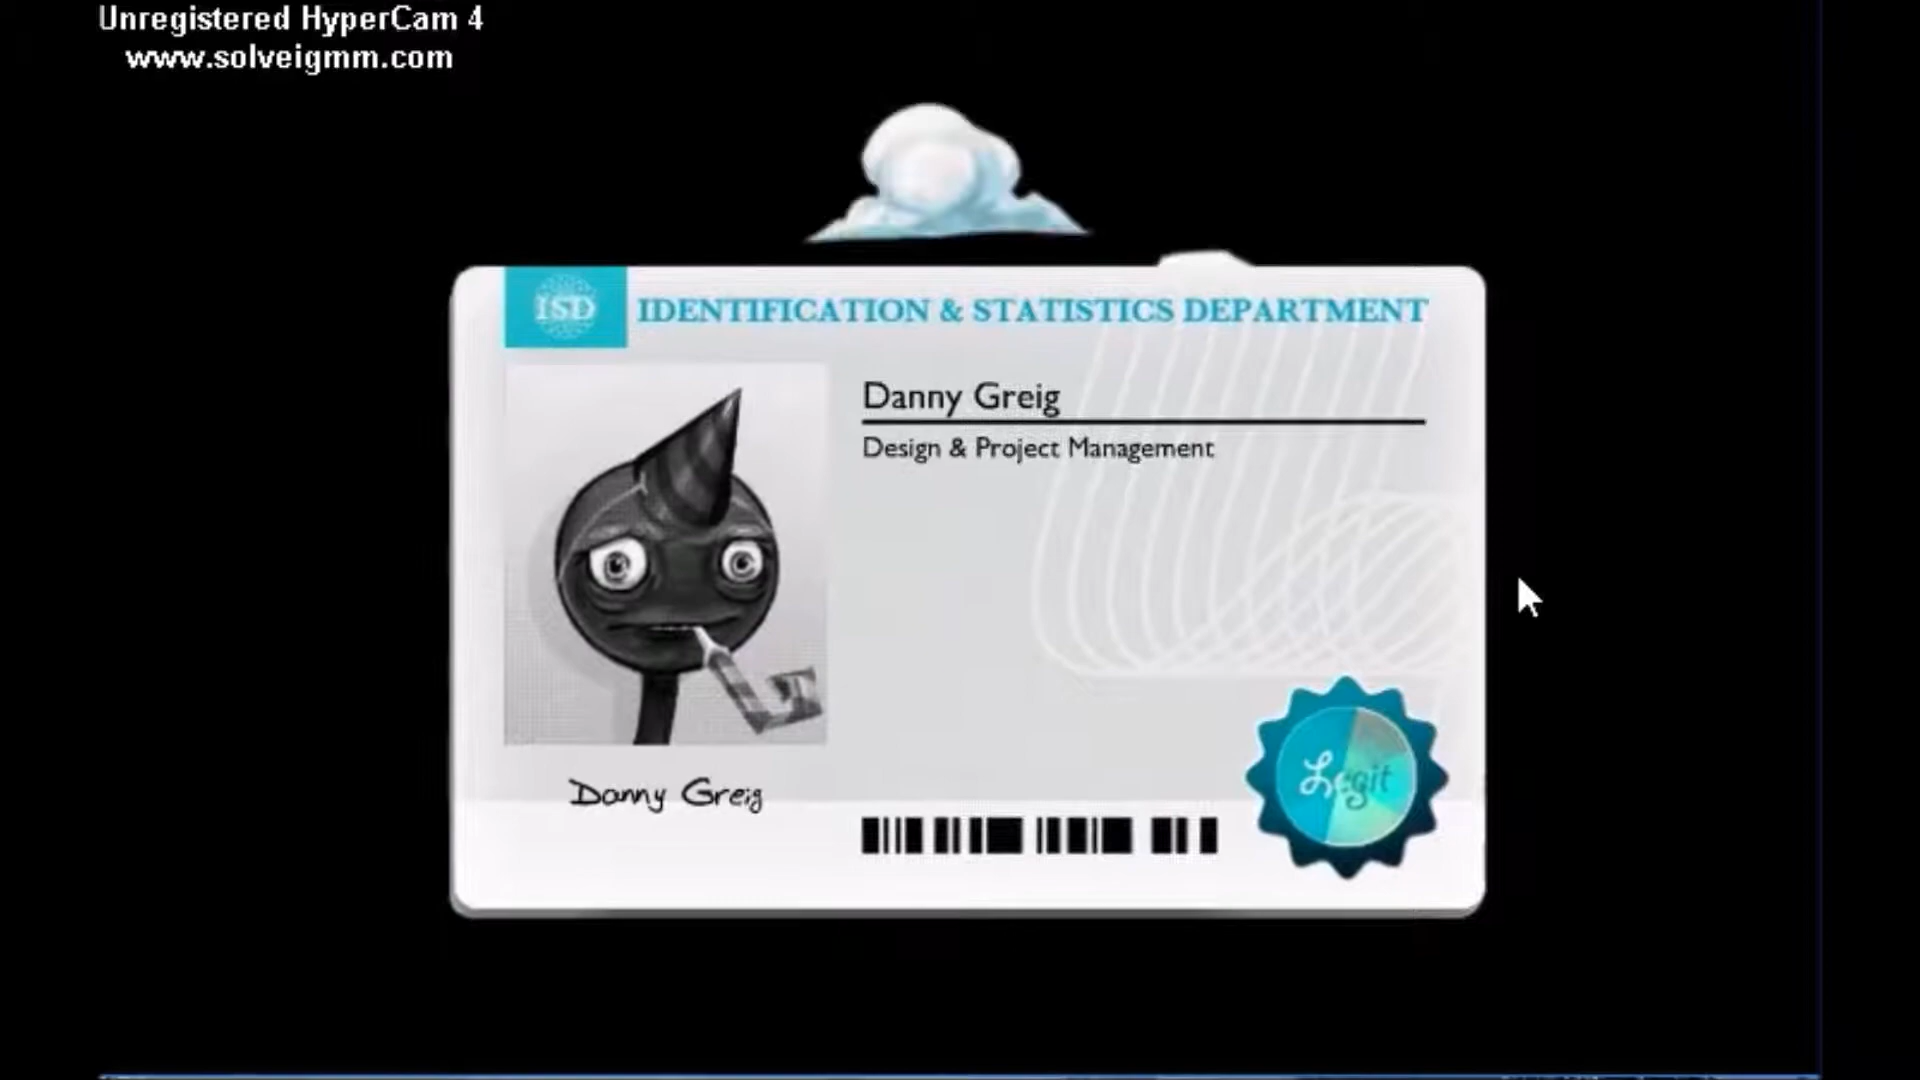 Unregistered HyperCam 4
www.solveigmm.com
ISD
IDENTIFICATION & STATISTICS DEPARTMENT
Danny Greig
Design & Project Management
Danny Greig
Legit